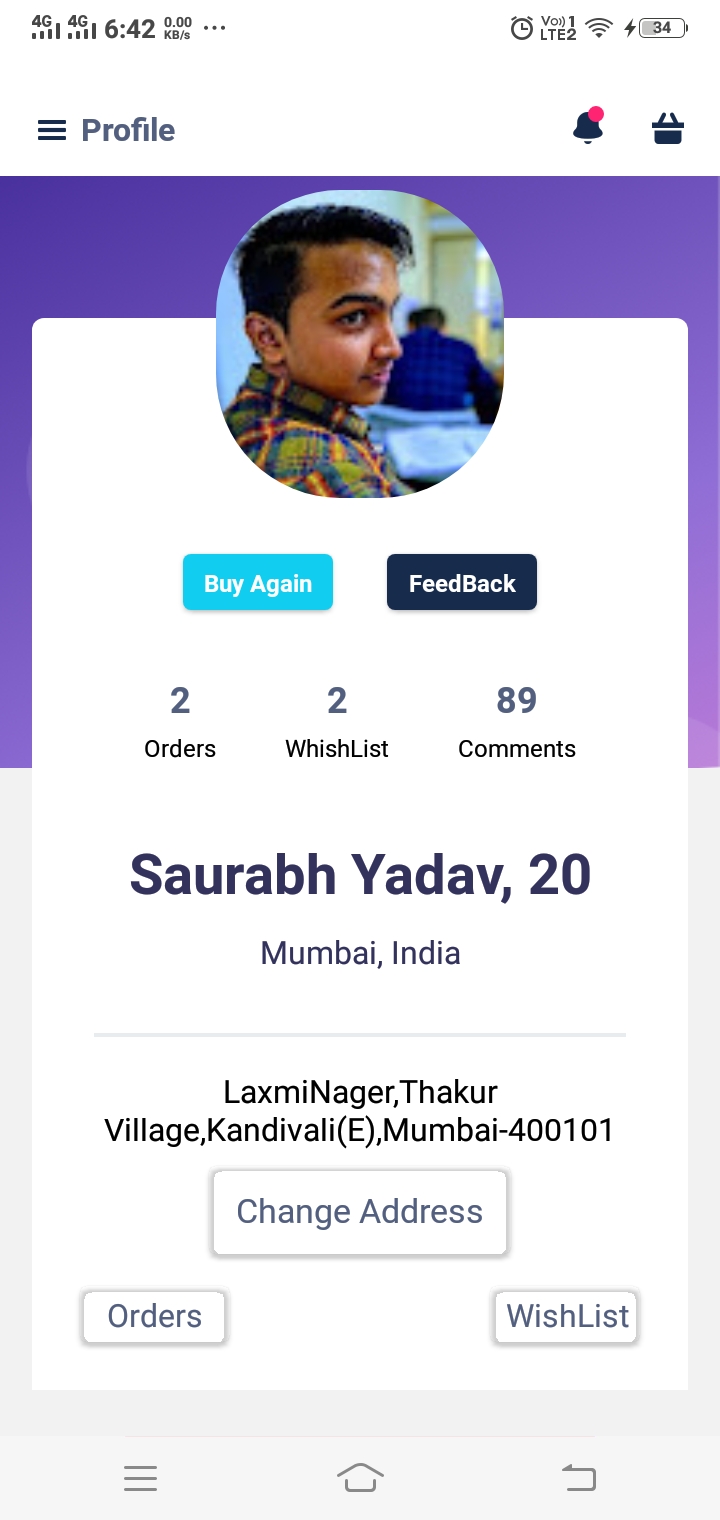 4G 4G 6:42 0.00 KB/s ... Vo)) 1 LTE2 34
Profile
Buy Again FeedBack
2 2 89
Orders WhishList Comments
Saurabh Yadav, 20
Mumbai, India
LaxmiNager,Thakur
Village,Kandivali(E),Mumbai-400101
Change Address
Orders WishList